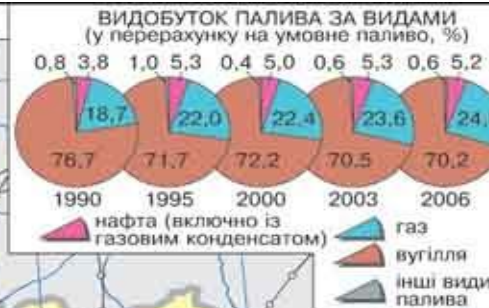 ВИДОБУТОК ПАЛИВА ЗА ВИДАМИ
(у перерахунку на умовне паливо, %)
0,8 3,8 1,0 5,3 0,4 5,0 0,6 5,3 0,6 5,2
18,7 22,0 22,4 23,6 24,
76,7 71,7 72,2 70,5 70,2
1990 1995 2000 2003 2006
нафта (включно із газ
газовим конденсатом) вугілля
інші види
палива